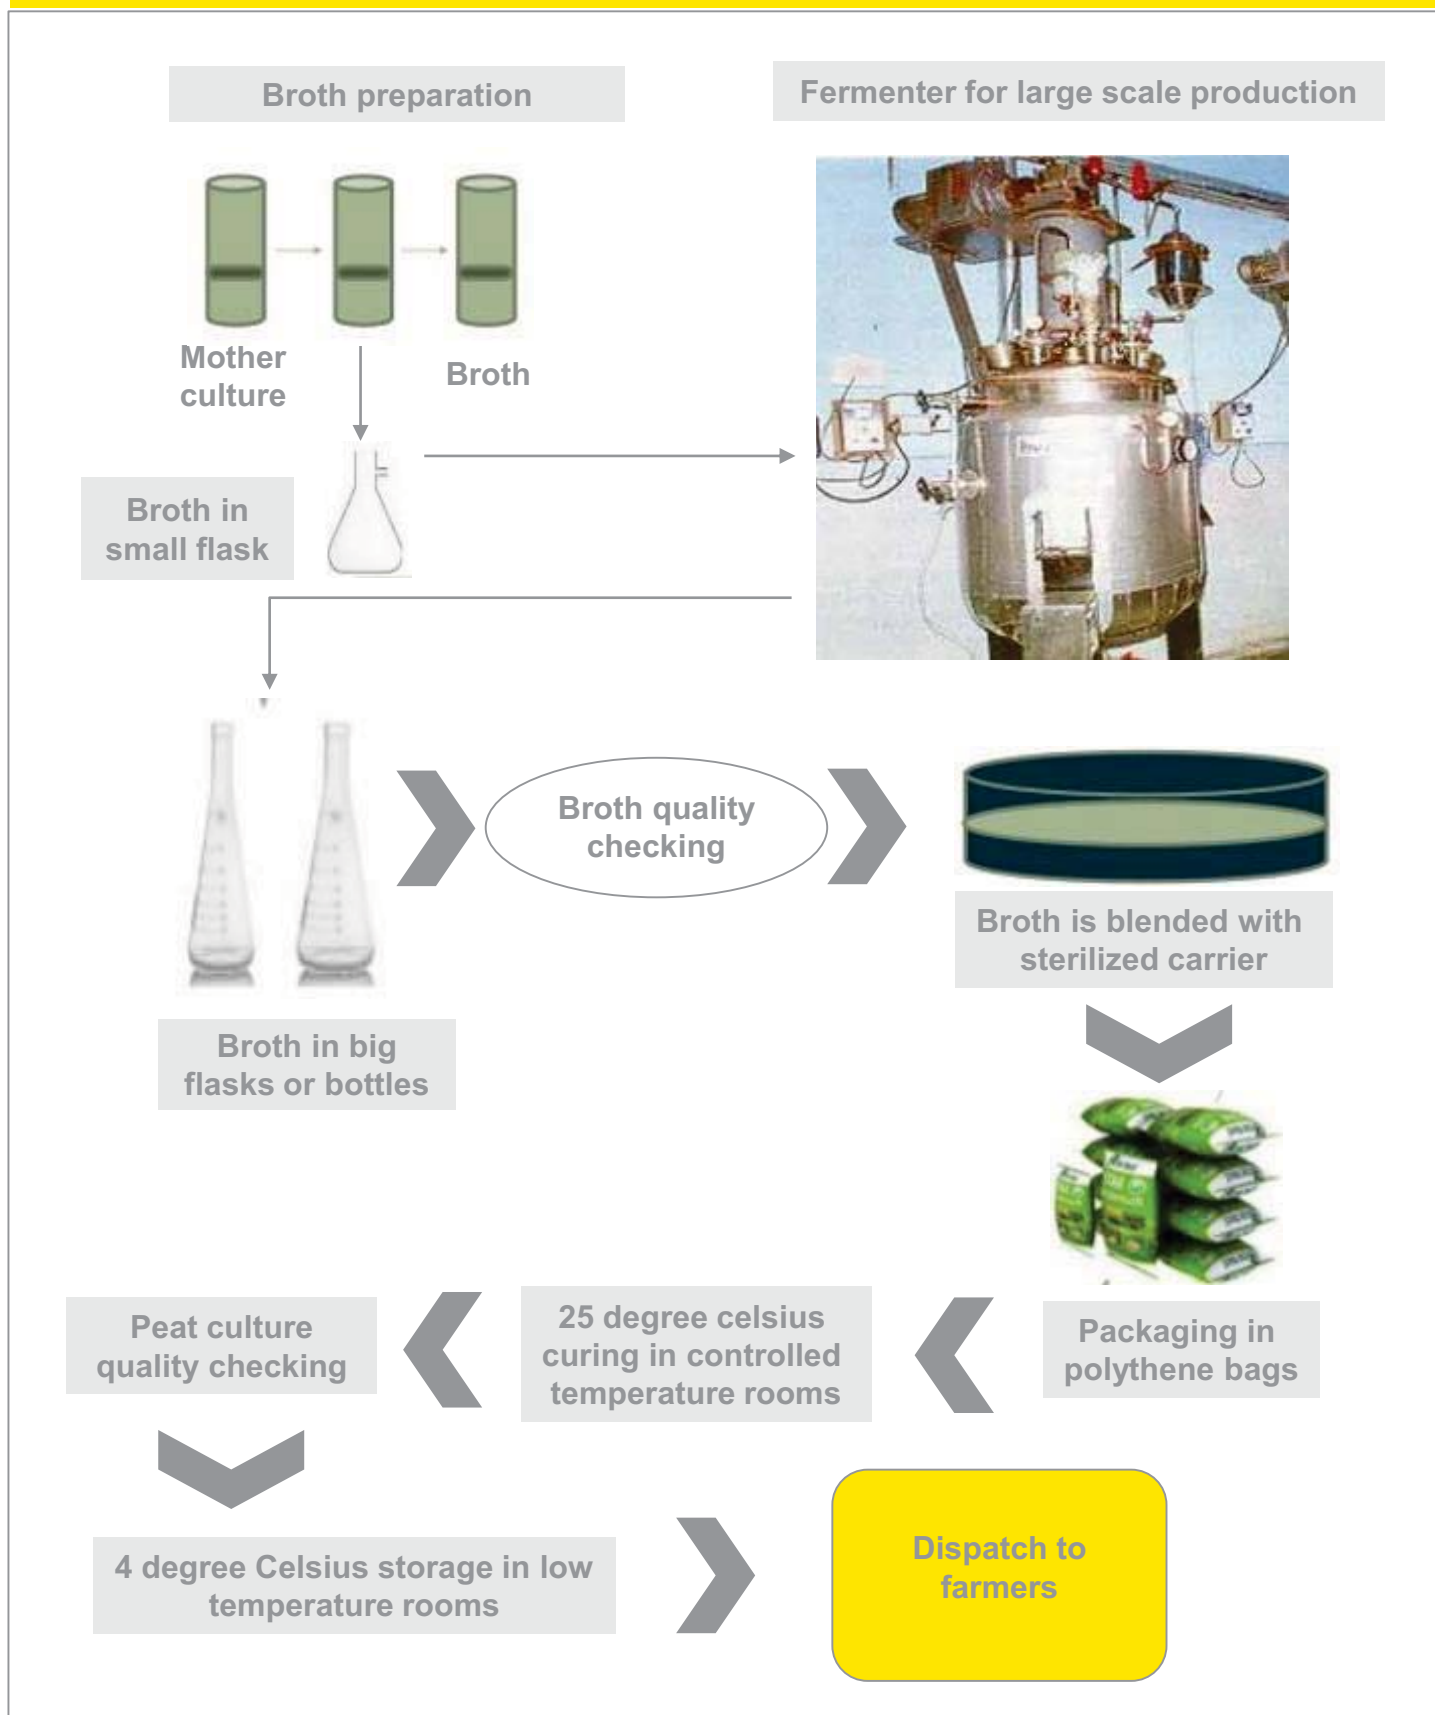 Broth preparation
Fermenter for large scale production
Mother
culture
Broth
Broth in
small flask
Broth quality
checking
Broth is blended with
sterilized carrier
Broth in big
flasks or bottles
Packaging in
polythene bags
25 degree celsius
curing in controlled
temperature rooms
Peat culture
quality checking
4 degree Celsius storage in low
temperature rooms
Dispatch to
farmers